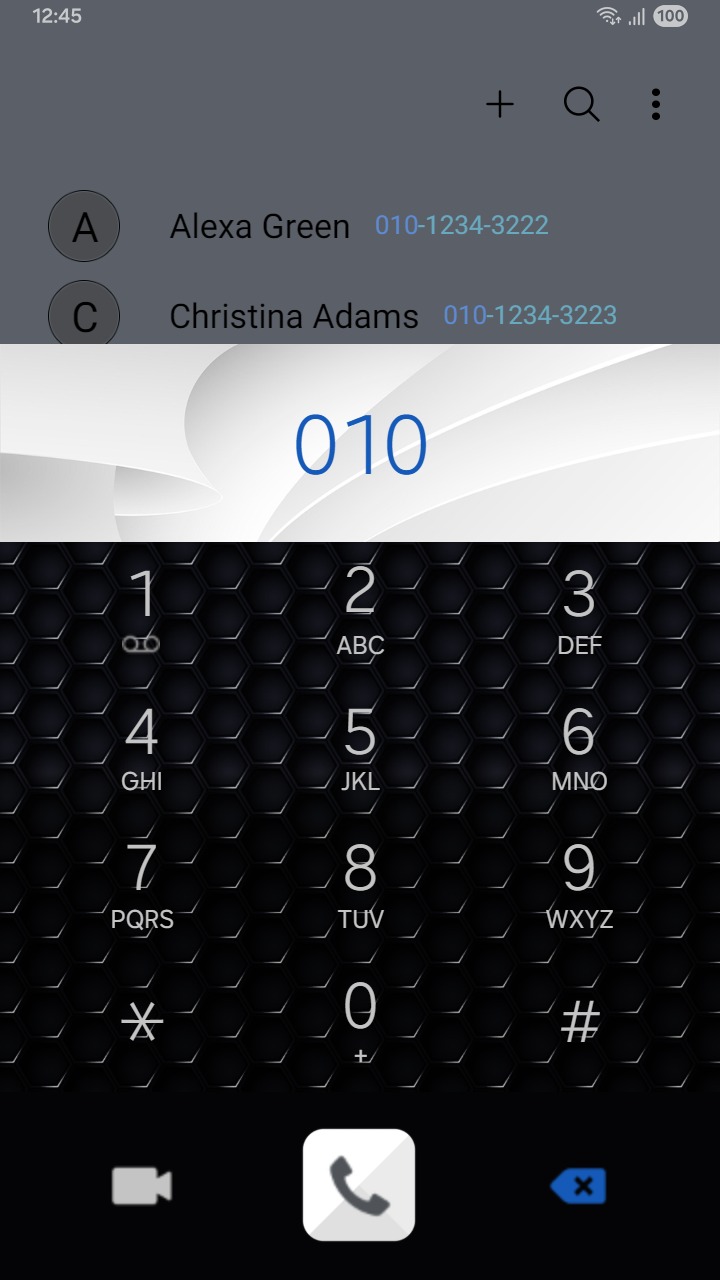 12:45 100
A Alexa Green 010-1234-3222
C Christina Adams 010-1234-3223
010
1 2 3
ABC DEF
4 5 6
GHI JKL MNO
7 8 9
PQRS TUV WXYZ
* 0 #
+